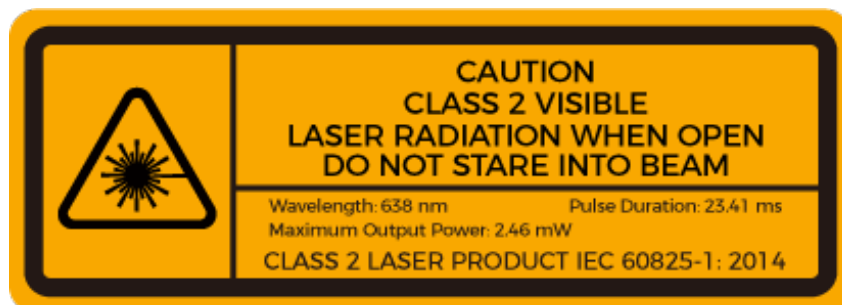 CAUTION
CLASS 2 VISIBLE
LASER RADIATION WHEN OPEN
DO NOT STARE INTO BEAM
Wavelength: 638 nm Pulse Duration: 23.41 ms
Maximum Output Power: 2.46 mW
CLASS 2 LASER PRODUCT IEC 60825-1: 2014